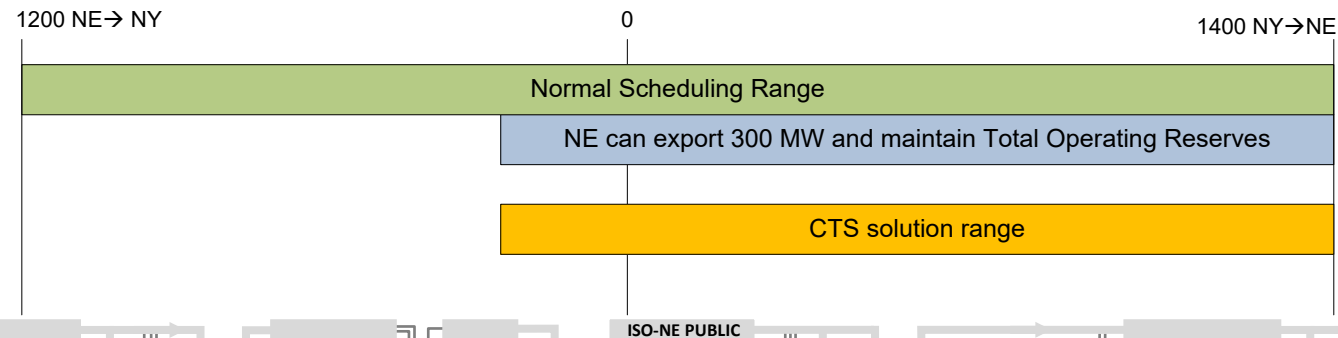 1200 NE→ NY
0
1400 NY→NE
Normal Scheduling Range
NE can export 300 MW and maintain Total Operating Reserves
CTS solution range
ISO-NE PUBLIC